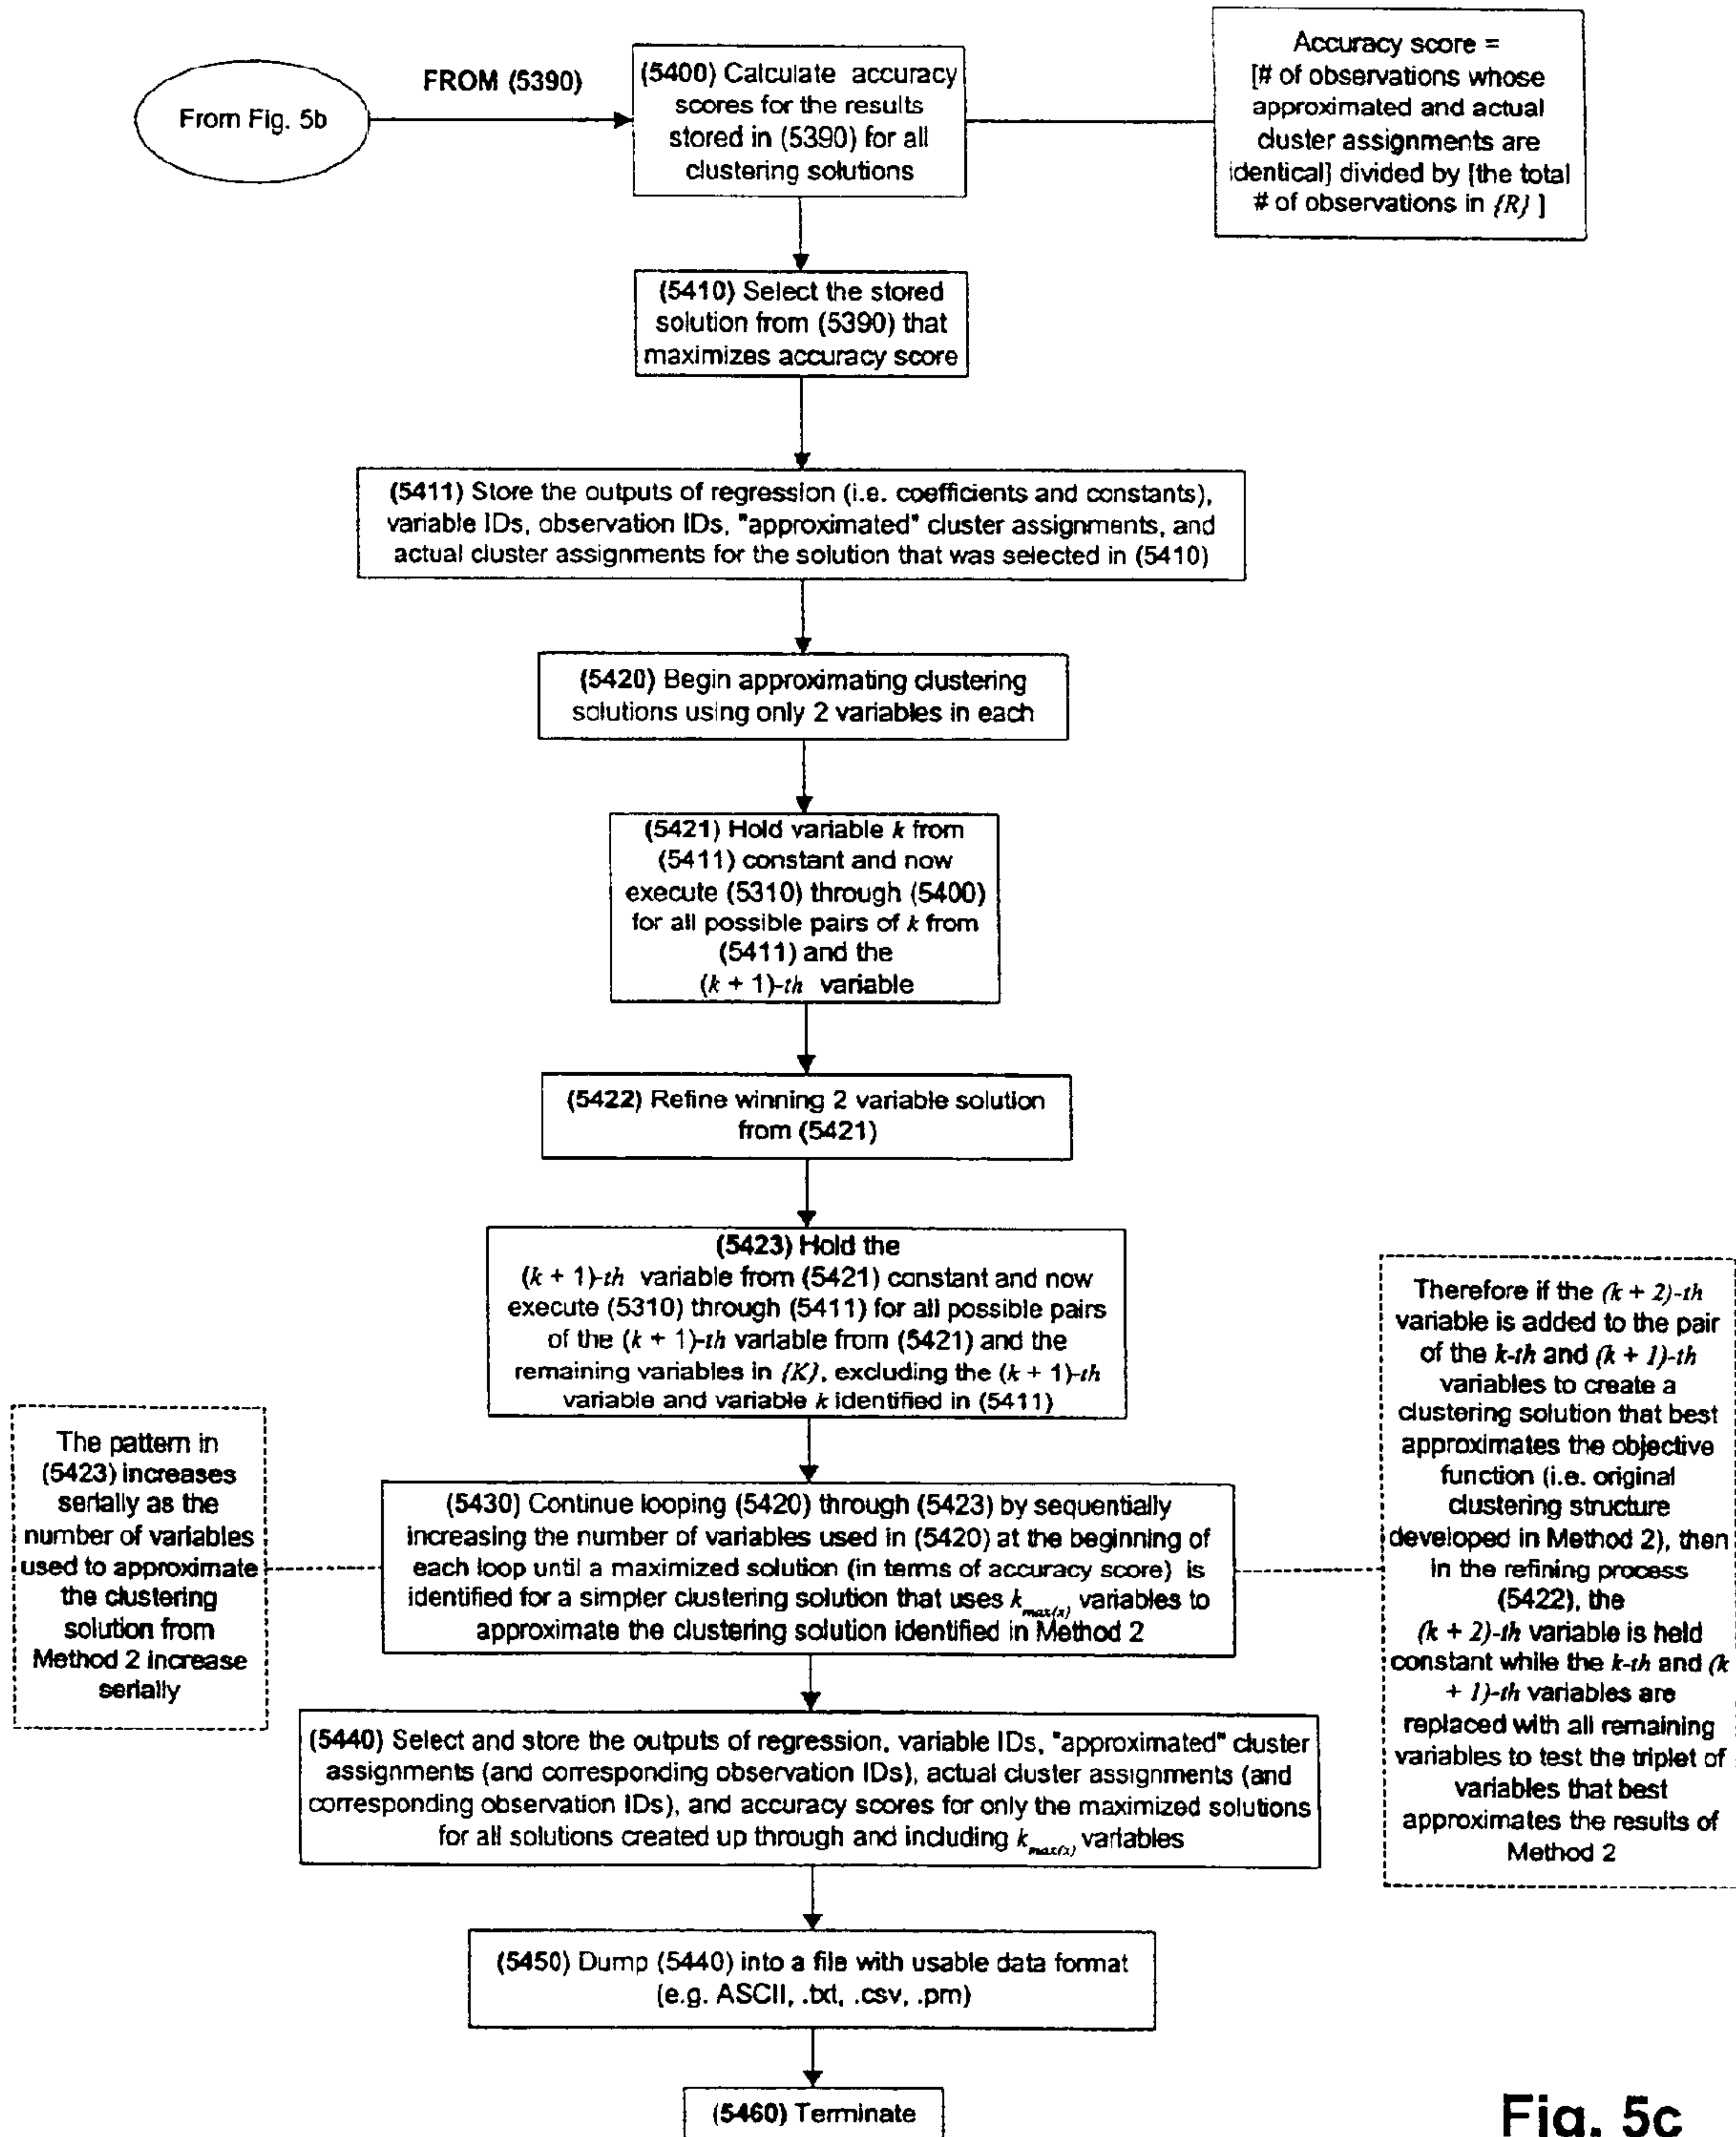 From Fig. 5b
FROM (5390)
(5400) Calculate accuracy
scores for the results
stored in (5390) for all
clustering solutions
Accuracy score =
[# of observations whose
approximated and actual
cluster assignments are
identical] divided by [the total
# of observations in {R} ]
(5410) Select the stored
solution from (5390) that
maximizes accuracy score
(5411) Store the outputs of regression (i.e. coefficients and constants),
variable IDs, observation IDs, "approximated" cluster assignments, and
actual cluster assignments for the solution that was selected in (5410)
(5420) Begin approximating clustering
solutions using only 2 variables in each
(5421) Hold variable k from
(5411) constant and now
execute (5310) through (5400)
for all possible pairs of k from
(5411) and the
(k + 1)-th variable
(5422) Refine winning 2 variable solution
from (5421)
(5423) Hold the
(k + 1)-th variable from (5421) constant and now
execute (5310) through (5411) for all possible pairs
of the (k + 1)-th variable from (5421) and the
remaining variables in {K}, excluding the (k + 1)-th
variable and variable k identified in (5411)
The pattern in
(5423) increases
serially as the
number of variables
used to approximate
the clustering
solution from
Method 2 increase
serially
(5430) Continue looping (5420) through (5423) by sequentially
increasing the number of variables used in (5420) at the beginning of
each loop until a maximized solution (in terms of accuracy score) is
identified for a simpler clustering solution that uses k max(x) variables to
approximate the clustering solution identified in Method 2
Therefore if the (k + 2)-th
variable is added to the pair
of the k-th and (k + 1)-th
variables to create a
clustering solution that best
approximates the objective
function (i.e. original
clustering structure
developed in Method 2), then
in the refining process
(5422), the
(k + 2)-th variable is held
constant while the k-th and (k
+ 1)-th variables are
replaced with all remaining
variables to test the triplet of
variables that best
approximates the results of
Method 2
(5440) Select and store the outputs of regression, variable IDs, "approximated" cluster
assignments (and corresponding observation IDs), actual cluster assignments (and
corresponding observation IDs), and accuracy scores for only the maximized solutions
for all solutions created up through and including k max(x) variables
(5450) Dump (5440) into a file with usable data format
(e.g. ASCII, .txt, .csv, .prn)
(5460) Terminate
Fig. 5c